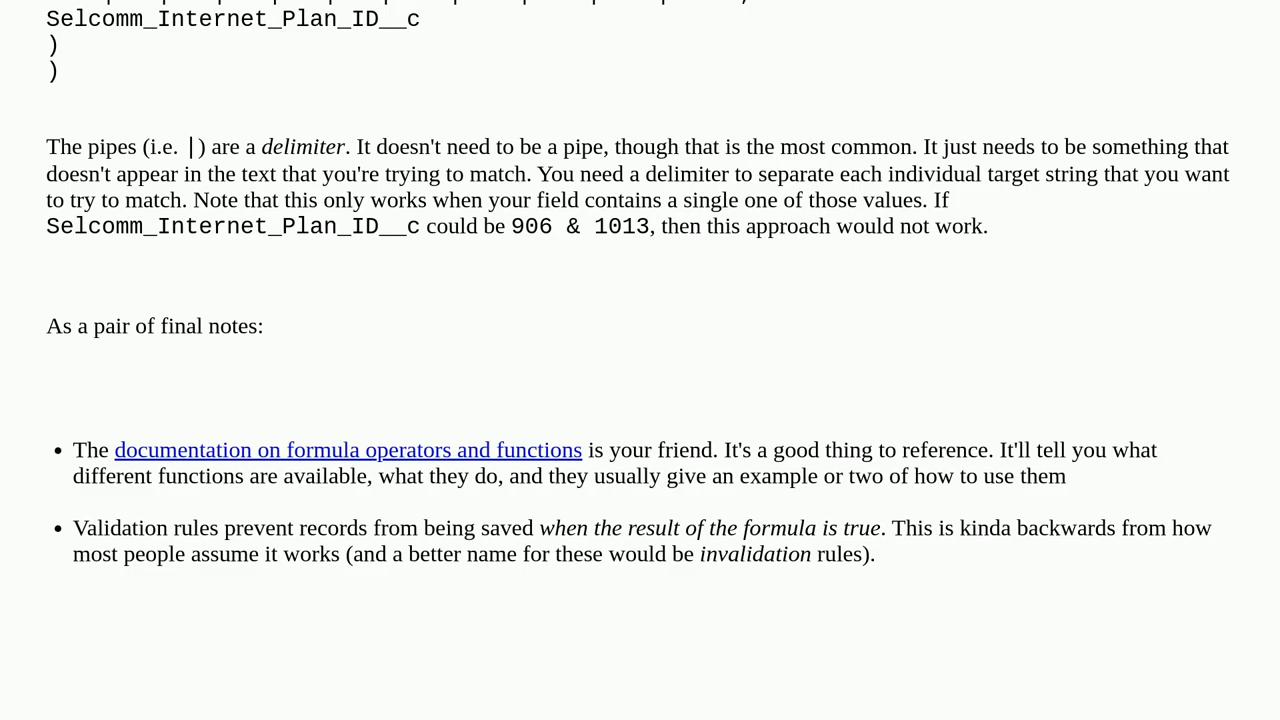 Selcomm_Internet_Plan_ID__c
)
)
The pipes (i.e. |) are a delimiter. It doesn't need to be a pipe, though that is the most common. It just needs to be something that
doesn't appear in the text that you're trying to match. You need a delimiter to separate each individual target string that you want
to try to match. Note that this only works when your field contains a single one of those values. If
Selcomm_Internet_Plan_ID__c could be 906 & 1013, then this approach would not work.
As a pair of final notes:
• The documentation on formula operators and functions is your friend. It's a good thing to reference. It'll tell you what
different functions are available, what they do, and they usually give an example or two of how to use them
• Validation rules prevent records from being saved when the result of the formula is true. This is kinda backwards from how
most people assume it works (and a better name for these would be invalidation rules).